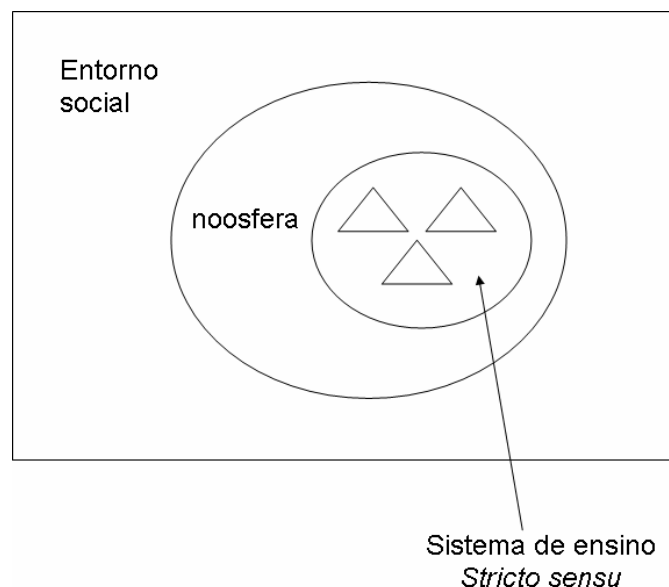 Entorno
social
noosfera
Sistema de ensino
Stricto sensu